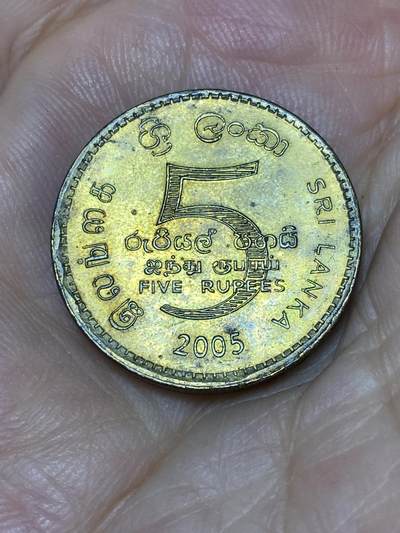 ශ්‍රී ලංකා
இலங்கை
SRI LANKA
5
රුපියල් පහයි
ஐந்து ரூபாய்
FIVE RUPEES
2005